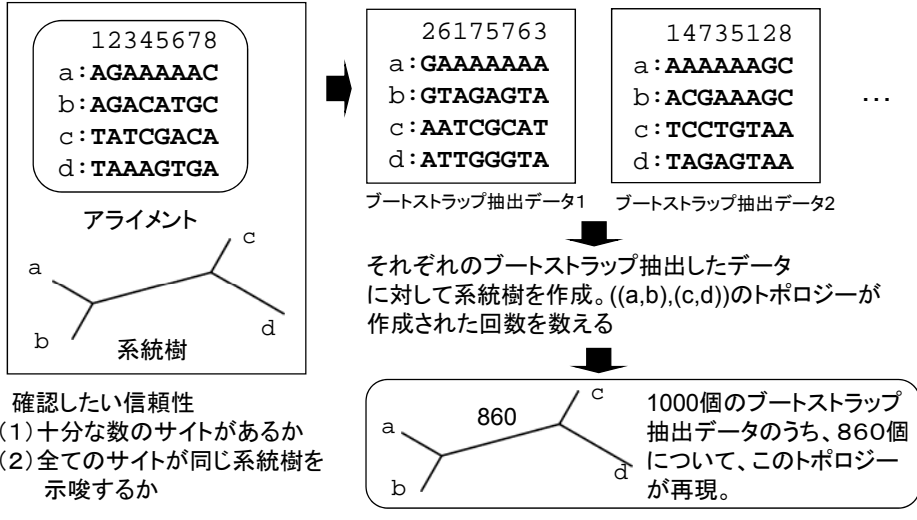 12345678
a:AGAAAAAC
b:AGACATGC
c:TATCGACA
d:TAAAGTGA
アライメント
a
b
c
d
系統樹
確認したい信頼性
(1)十分な数のサイトがあるか
(2)全てのサイトが同じ系統樹を
示唆するか
26175763
a:GAAAAAAA
b:GTAGAGTA
c:AATCGCAT
d:ATTGGGTA
ブートストラップ抽出データ1
14735128
a:AAAAAAGC
b:ACGAAAGC
c:TCCTGTAA
d:TAGAGTAA
ブートストラップ抽出データ2
…
それぞれのブートストラップ抽出したデータ
に対して系統樹を作成。((a,b),(c,d))のトポロジーが
作成された回数を数える
a
b
c
d
860
1000個のブートストラップ
抽出データのうち、860個
について、このトポロジー
が再現。